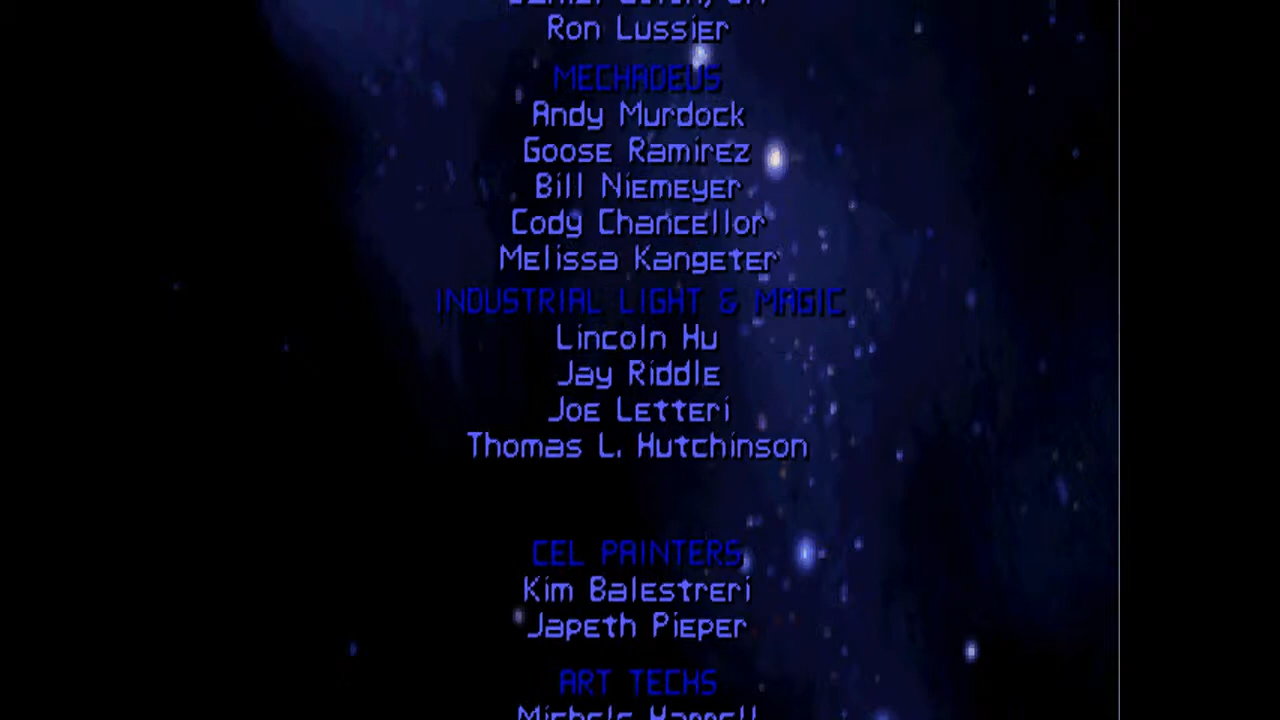 Ron Lussier
MECHADEUS
Andy Murdock
Goose Ramirez
Bill Niemeyer
Cody Chancellor
Melissa Kangeter
INDUSTRIAL LIGHT & MAGIC
Lincoln Hu
Jay Riddle
Joe Letteri
Thomas L. Hutchinson
CEL PAINTERS
Kim Balestreri
Japeth Pieper
ART TECHS
Michele